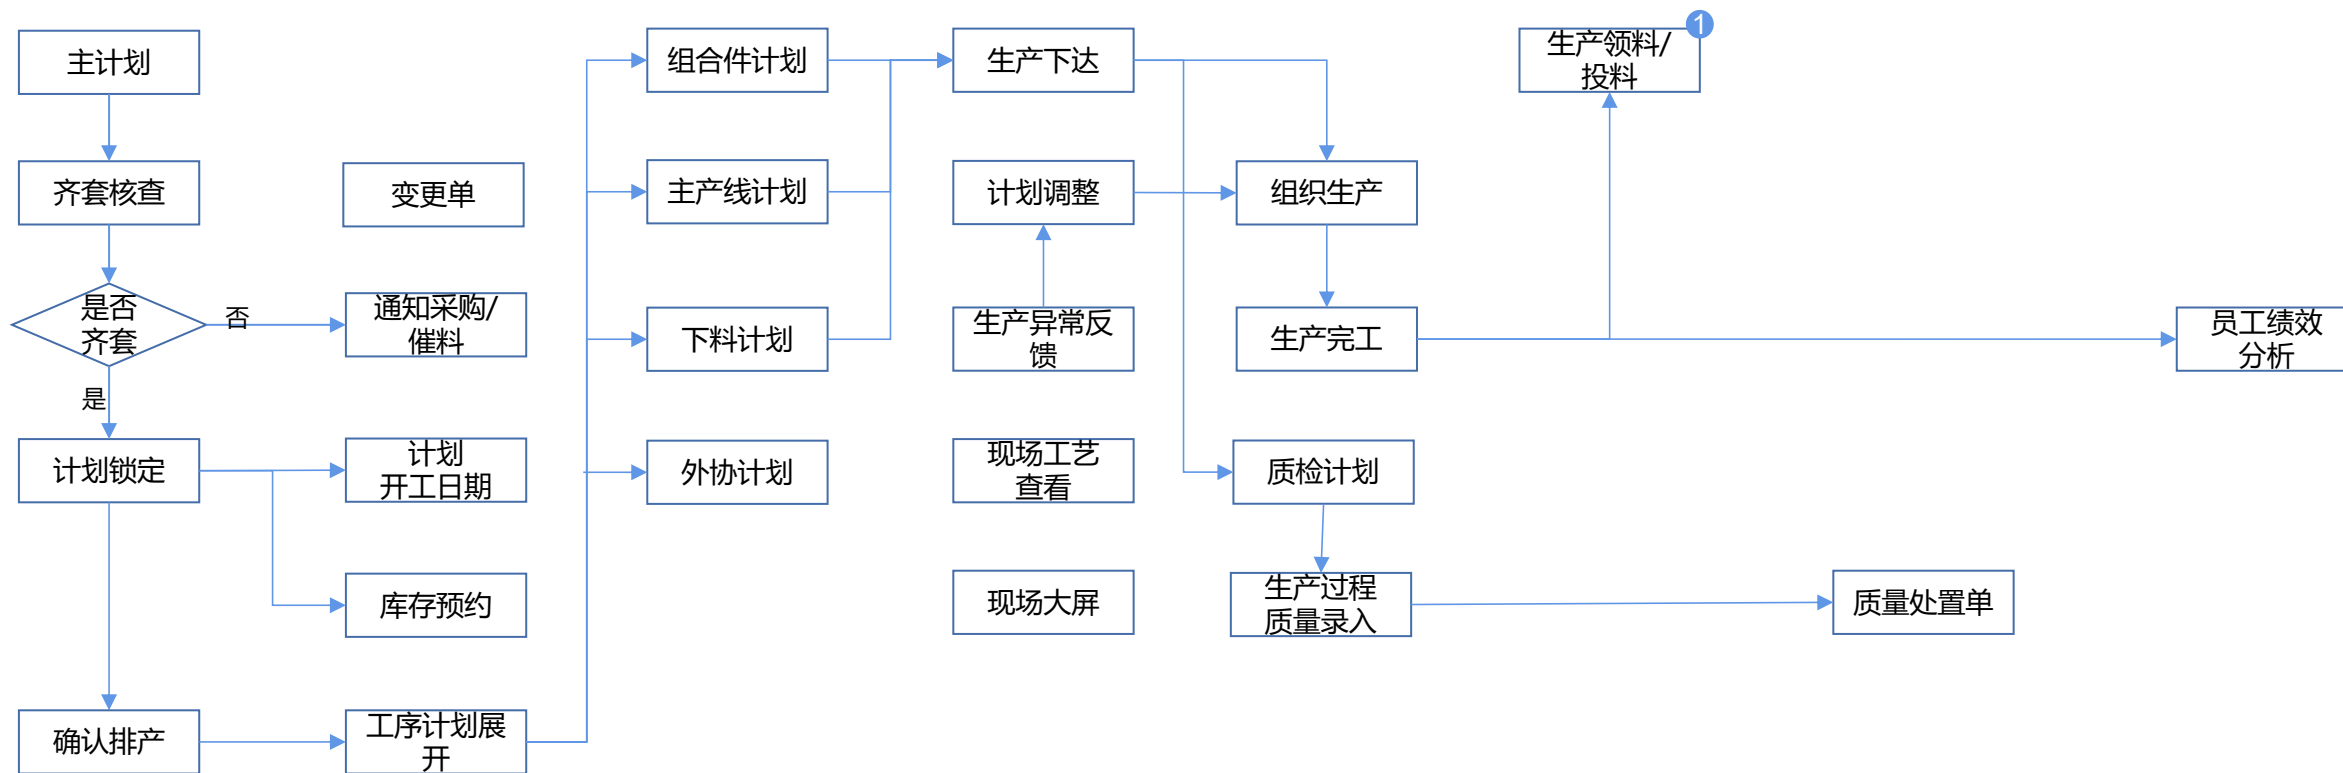 主计划
组合件计划
生产下达
生产领料/
投料
1
齐套核查
变更单
主产线计划
计划调整
组织生产
是否
齐套
否
通知采购/
催料
下料计划
生产异常反
馈
生产完工
员工绩效
分析
是
计划锁定
计划
开工日期
外协计划
现场工艺
查看
质检计划
库存预约
现场大屏
生产过程
质量录入
质量处置单
确认排产
工序计划展
开